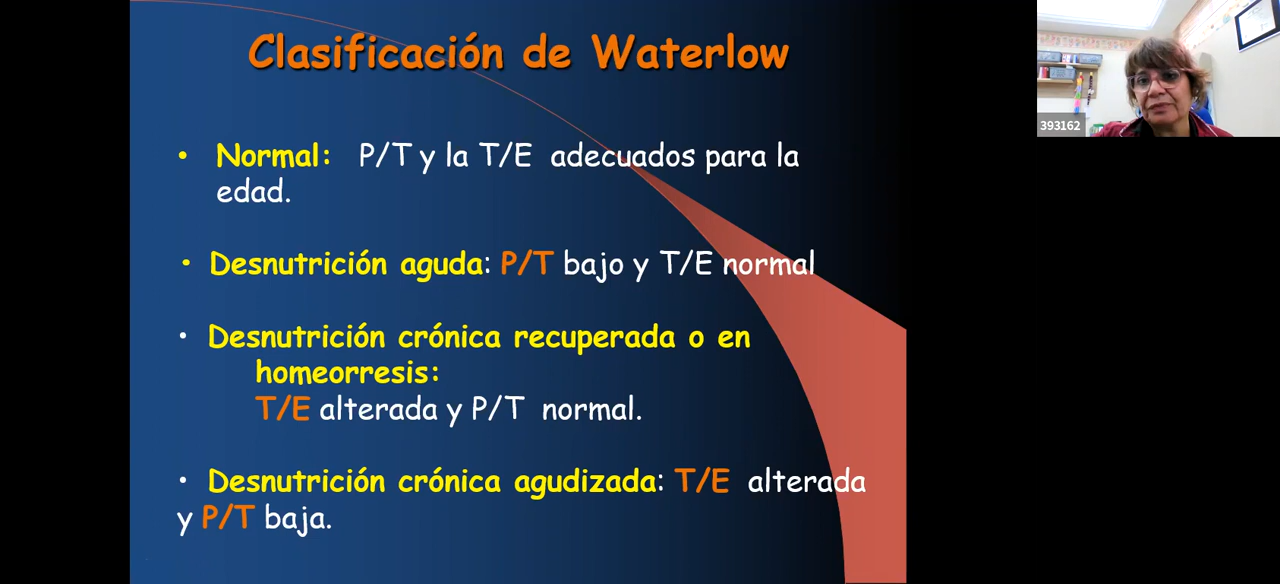 Clasificación de Waterlow
• Normal: P/T y la T/E adecuados para la
edad.
• Desnutrición aguda: P/T bajo y T/E normal
• Desnutrición crónica recuperada o en
homeorresis:
T/E alterada y P/T normal.
• Desnutrición crónica agudizada: T/E alterada
y P/T baja.
393162